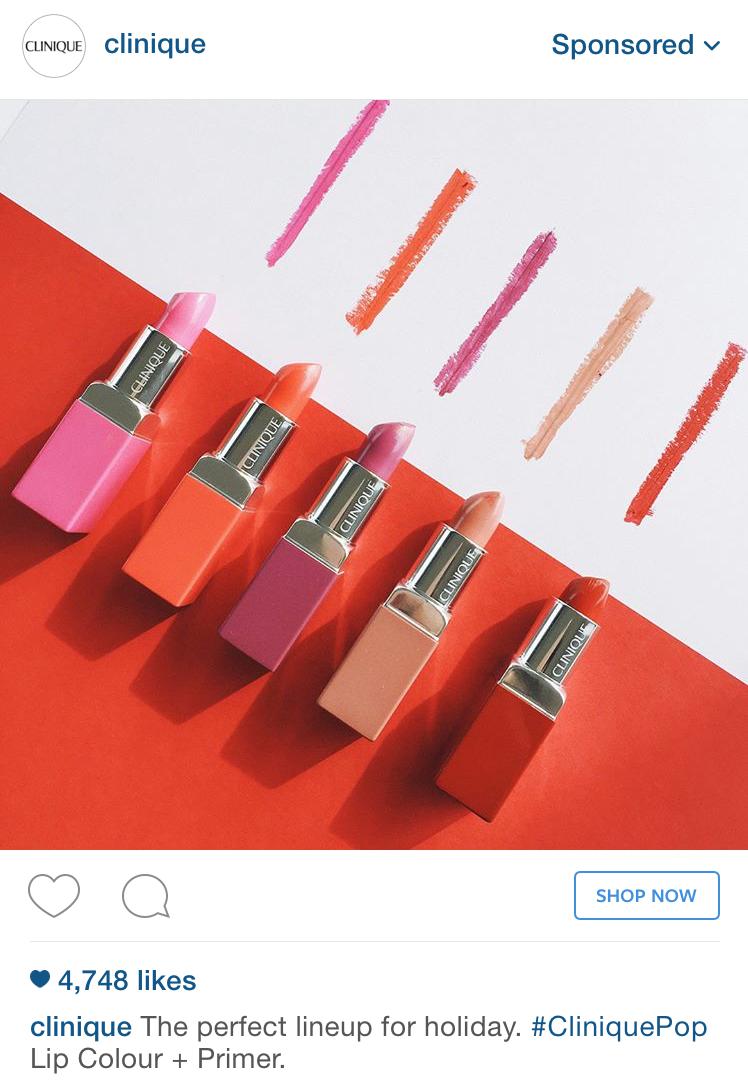 CLINIQUE
clinique
Sponsored
CLINIQUE
CLINIQUE
CLINIQUE
CLINIQUE
CLINIQUE
SHOP NOW
4,748 likes
clinique The perfect lineup for holiday. #CliniquePop
Lip Colour + Primer.